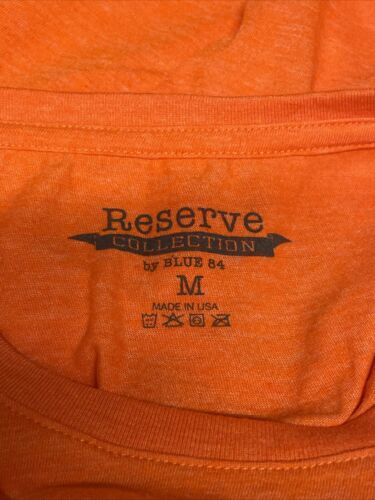 Reserve
COLLECTION
by BLUE 84
M
MADE IN USA